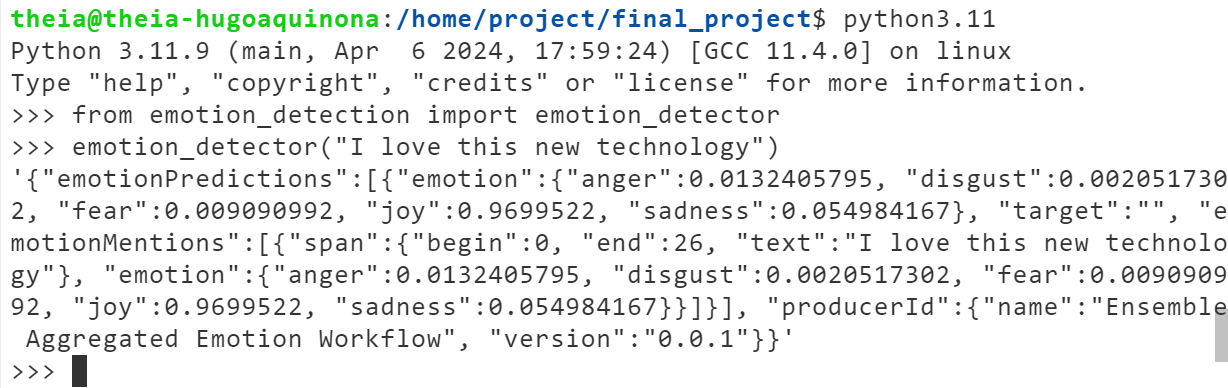 theia@theia-hugoaquinona:/home/project/final_project$ python3.11
Python 3.11.9 (main, Apr  6 2024, 17:59:24) [GCC 11.4.0] on linux
Type "help", "copyright", "credits" or "license" for more information.
>>> from emotion_detection import emotion_detector
>>> emotion_detector("I love this new technology")
'{"emotionPredictions":[{"emotion":{"anger":0.0132405795, "disgust":0.002051730
2, "fear":0.009090992, "joy":0.9699522, "sadness":0.054984167}, "target":"", "e
motionMentions":[{"span":{"begin":0, "end":26, "text":"I love this new technolo
gy"}, "emotion":{"anger":0.0132405795, "disgust":0.0020517302, "fear":0.0090909
92, "joy":0.9699522, "sadness":0.054984167}}]}], "producerId":{"name":"Ensemble
 Aggregated Emotion Workflow", "version":"0.0.1"}}'
>>>